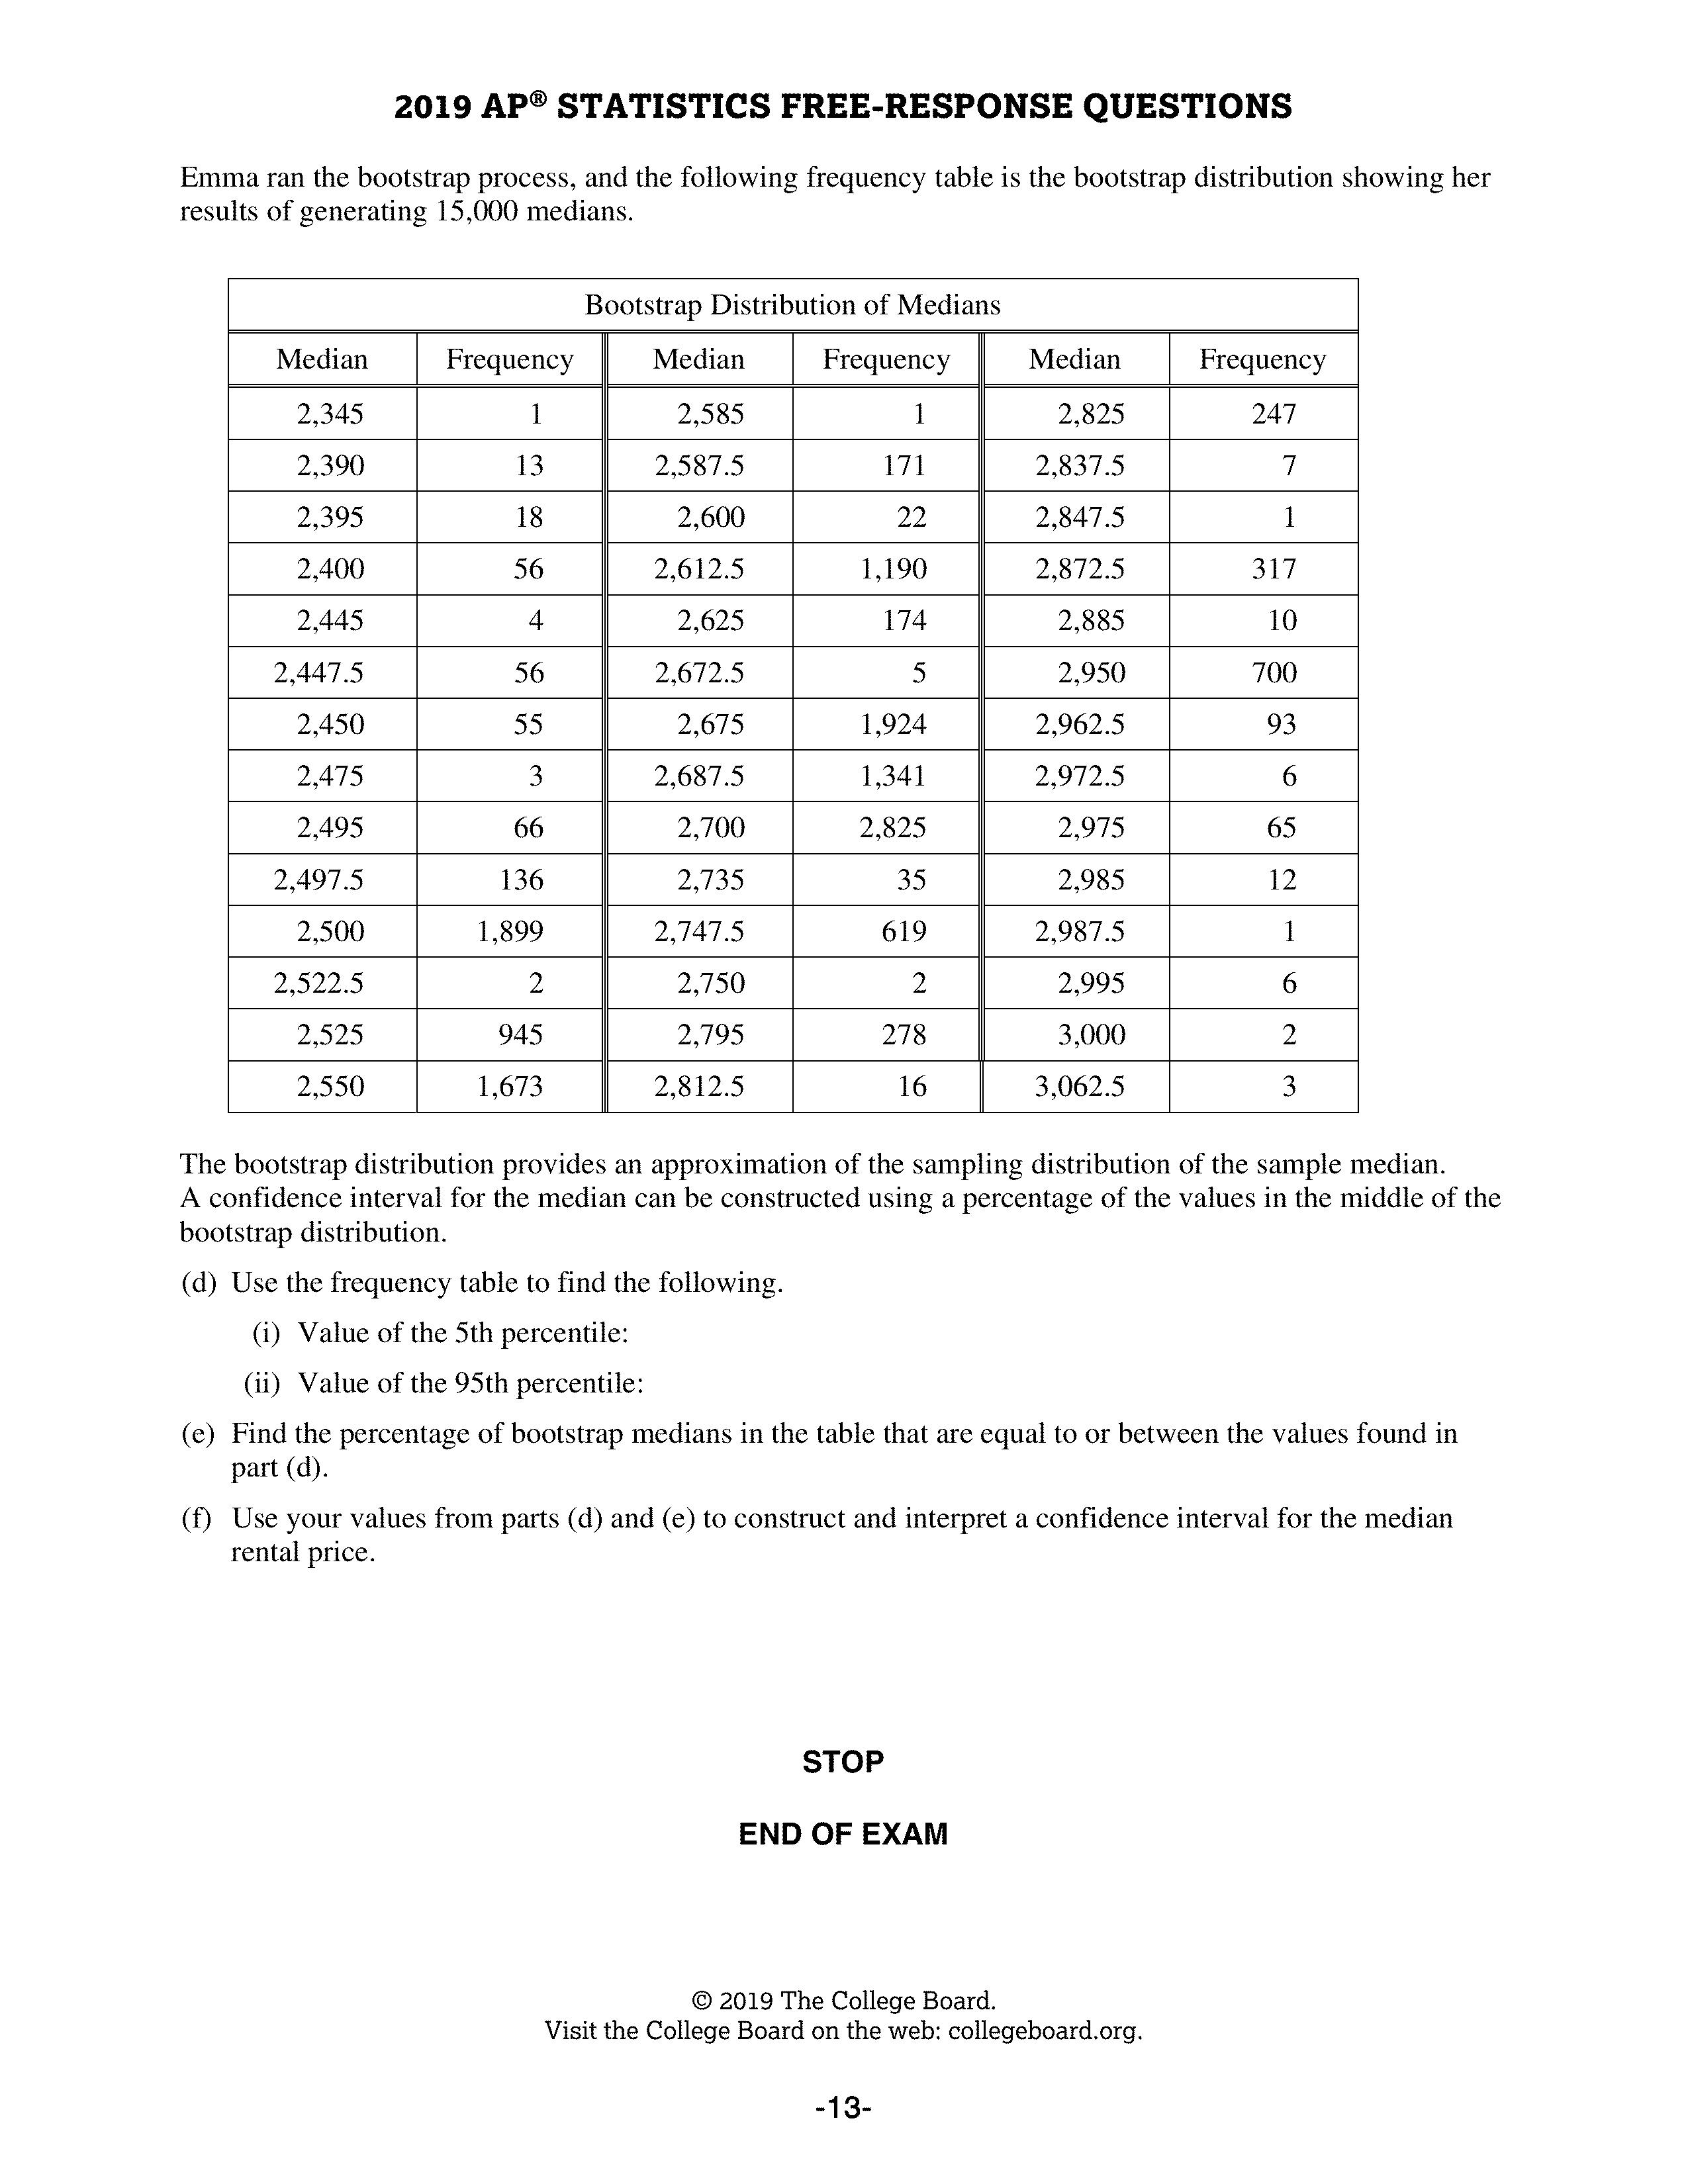 2019 AP® STATISTICS FREE-RESPONSE QUESTIONS
Emma ran the bootstrap process, and the following frequency table is the bootstrap distribution showing her
results of generating 15,000 medians.
Bootstrap Distribution of Medians
Median Frequency Median Frequency Median Frequency
2,345 1 2,585 1 2,825 247
2,390 13 2,587.5 171 2,837.5 7
2,395 18 2,600 22 2,847.5 1
2,400 56 2,612.5 1,190 2,872.5 317
2,445 4 2,625 174 2,885 10
2,447.5 56 2,672.5 5 2,950 700
2,450 55 2,675 1,924 2,962.5 93
2,475 3 2,687.5 1,341 2,972.5 6
2,495 66 2,700 2,825 2,975 65
2,497.5 136 2,735 35 2,985 12
2,500 1,899 2,747.5 619 2,987.5 1
2,522.5 2 2,750 2 2,995 6
2,525 945 2,795 278 3,000 2
2,550 1,673 2,812.5 16 3,062.5 3
The bootstrap distribution provides an approximation of the sampling distribution of the sample median.
A confidence interval for the median can be constructed using a percentage of the values in the middle of the
bootstrap distribution.
(d) Use the frequency table to find the following.
(i) Value of the 5th percentile:
(ii) Value of the 95th percentile:
(e) Find the percentage of bootstrap medians in the table that are equal to or between the values found in
part (d).
(f) Use your values from parts (d) and (e) to construct and interpret a confidence interval for the median
rental price.
STOP
END OF EXAM
© 2019 The College Board.
Visit the College Board on the web: collegeboard.org.
-13-